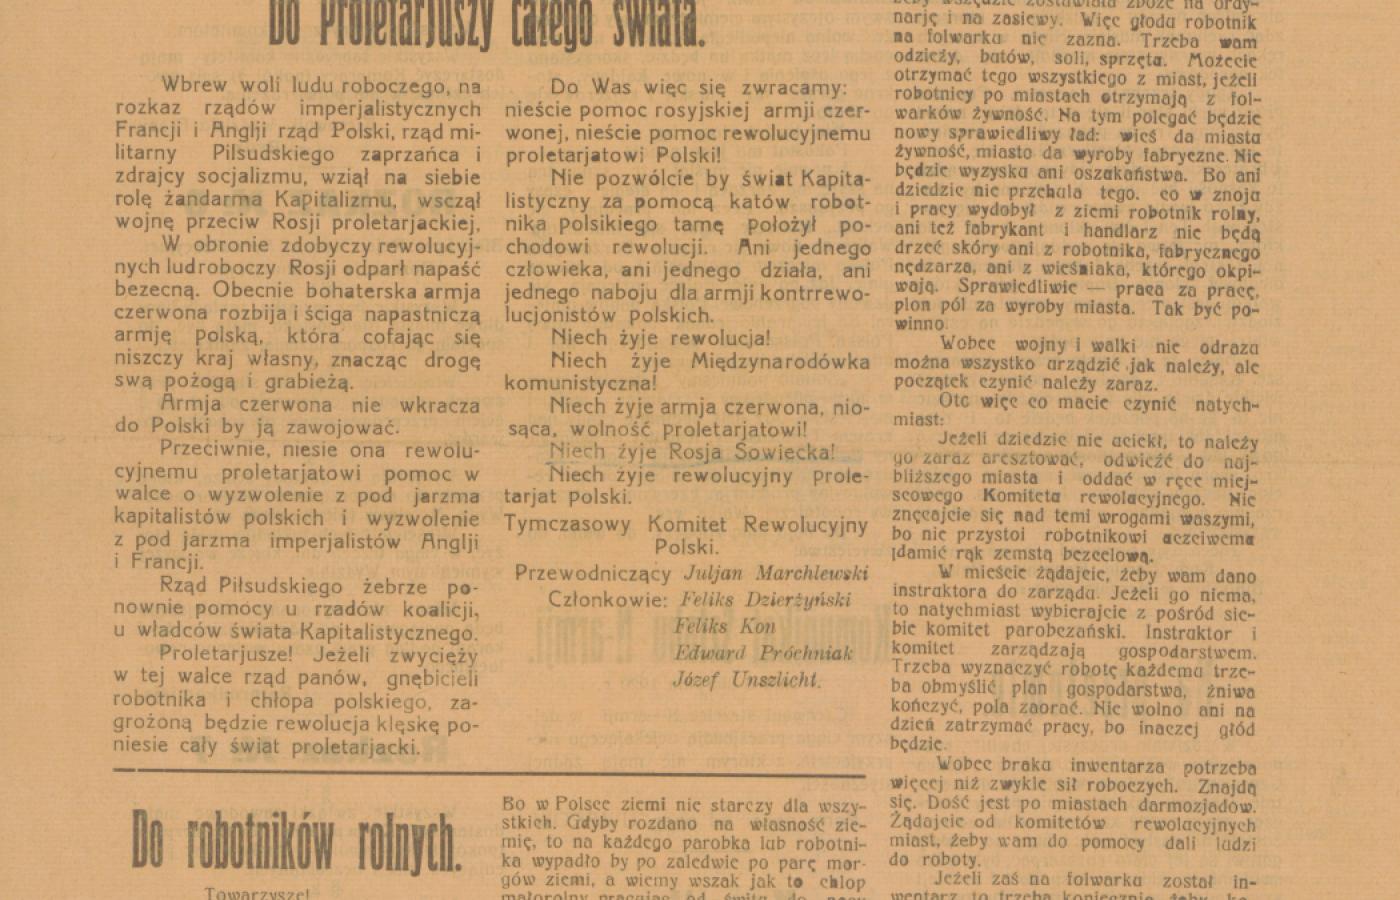 Do Proletarjuszy całego świata.
Wbrew woli ludu roboczego, na
rozkaz rządów imperjalistycznych
Francji i Anglji rząd Polski, rząd mi-
litarny Pilsudskiego zaprzańca i
zdrajcy socjalizmu, wziął na siebie
rolę żandarma Kapitalizmu, wsczął
wojnę przeciw Rosji proletarjackiej,
W obronie zdobyczy rewolucyj-
nych lud roboczy Rosji odparł napaść
bezecną. Obecnie bohaterska armja
czerwona rozbija i ściga napastniczą
armję polską, która cofając się
niszczy kraj własny, znacząc drogę
swą pożogą i grabieżą.
Armja czerwona nie wkracza
do Polski by ją zawojować.
Przeciwnie, niesie ona rewolu-
cyjnemu proletarjatowi pomoc w
walce o wyzwolenie z pod jarzma
kapitalistów polskich i wyzwolenie
z pod jarzma imperjalistów Anglji
i Francji.
Rząd Piłsudskiego żebrze po-
nownie pomocy u rządów koalicji,
u władców świata Kapitalistycznego.
Proletarjusze! Jeżeli zwycięży
w tej walce rząd panów, gnębicieli
robotnika i chłopa polskiego, za-
grożoną będzie rewolucja klęskę po-
niesie cały świat proletarjacki.
Do Was więc się zwracamy:
nieście pomoc rosyjskiej armji czer-
wonej, nieście pomoc rewolucyjnemu
proletarjatowi Polski!
Nie pozwólcie by świat Kapita-
listyczny za pomocą katów robot-
nika polsikiego tamę położył po-
chodowi rewolucji. Ani jednego
człowieka, ani jednego działa, ani
jednego naboju dla armji kontrrewo-
lucjonistów polskich.
Niech żyje rewolucja!
Niech żyje Międzynarodówka
komunistyczna!
Niech żyje armja czerwona, nio-
sąca, wolność proletarjatowi!
Niech żyje Rosja Sowiecka!
Niech żyje rewolucyjny prole-
tarjat polski.
Tymczasowy Komitet Rewolucyjny
Polski.
Przewodniczący Juljan Marchlewski
Członkowie: Feliks Dzierżyński
Feliks Kon
Edward Próchniak
Józef Unszlicht.
narję i na zasiewy. Więc głodu robotnik
na folwarku nie zazna. Trzeba wam
odzieży, butów, soli, sprzętu. Możecie
otrzymać tego wszystkiego z miast, jeżeli
robotnicy po miastach otrzymają z fol-
warków żywność. Na tym polegać będzie
nowy sprawiedliwy ład: wieś da miastu
żywność, miasto da wyroby fabryczne. Nie
będzie wyzysku ani oszukaństwa. Bo ani
dziedzic nie przehula tego. co w znoju
i pracy wydobył z ziemi robotnik rolny,
ani też fabrykant i handlarz nie będą
drzeć skóry ani z robotnika, fabrycznego
nędzarza, ani z wieśniaka, którego okpi-
wają. Sprawiedliwie — praca za pracę,
plon pól za wyroby miasta. Tak być po-
winno.
Wobec wojny i walki nie odrazu
można wszystko urządzić jak należy, ale
początek czynić należy zaraz.
Oto więc co macie czynić natych-
miast:
Jeżeli dziedzic nie uciekł, to należy
go zaraz aresztować, odwieźć do naj-
bliższego miasta i oddać w ręce miej-
scowego Komitetu rewolucyjnego. Nie
znęcajcie się nad temi wrogami waszymi,
bo nie przystoi robotnikowi uczciwemu
plamić rąk zemstą bezcelową.
W mieście żądajcie, żeby wam dano
instruktora do zarządu. Jeżeli go niema,
to natychmiast wybierajcie z pośród sie-
bie komitet parobczański. Instruktor i
komitet zarządzają gospodarstwem.
Trzeba wyznaczyć robotę każdemu trze-
ba obmyślić plan gospodarstwa, żniwa
kończyć, pola zaorać. Nie wolno ani na
dzień zatrzymać pracy, bo inaczej głód
będzie.
Wobec braku inwentarza potrzeba
więcej niż zwykle sił roboczych. Znajdą
się. Dość jest po miastach darmozjadów.
Żądajcie od komitetów rewolucyjnych
miast, żeby wam do pomocy dali ludzi
do roboty.
Jeżeli zaś na folwarku został in-
Do robotników rolnych.
Towarzysze!
Bo w Polsce ziemi nie starczy dla wszy-
stkich. Gdyby rozdano na własność zie-
mię, to na każdego parobka lub robotni-
ka wypadło by po zaledwie po parę mor-
gów ziemi, a wiemy wszak jak to chłop